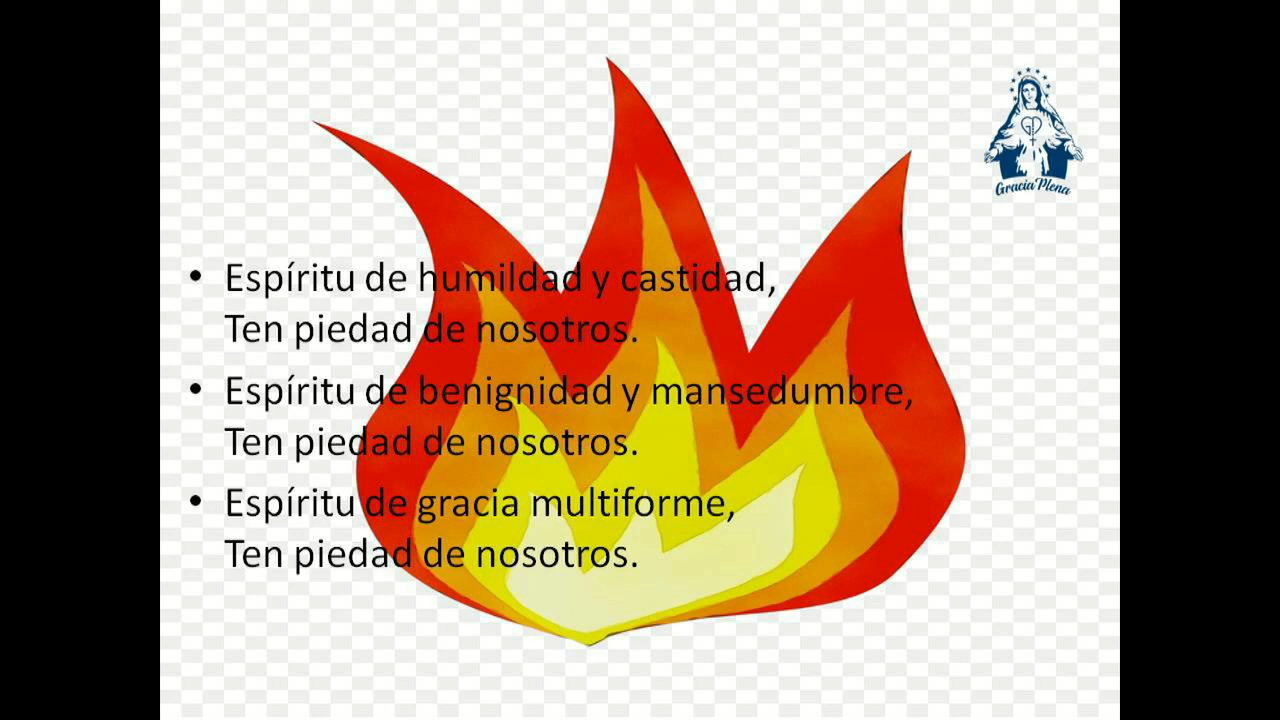 Gracia Plena
• Espíritu de humildad y castidad,
Ten piedad de nosotros.
• Espíritu de benignidad y mansedumbre,
Ten piedad de nosotros.
• Espíritu de gracia multiforme,
Ten piedad de nosotros.